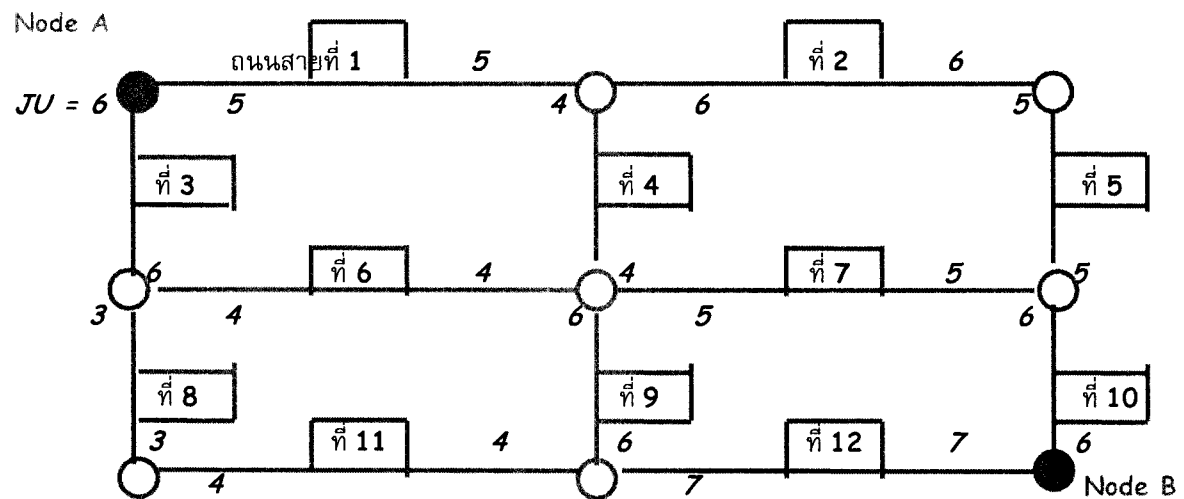 Node A
ถนนสายที่ 1 5 ที่ 2 6
JU = 6 5 4 6 5
ที่ 3 ที่ 4 ที่ 5
6 ที่ 6 4 4 ที่ 7 5 5
3 4 6 5 6
ที่ 8 ที่ 9 ที่ 10
3 ที่ 11 4 6 ที่ 12 7 6
4 7 Node B